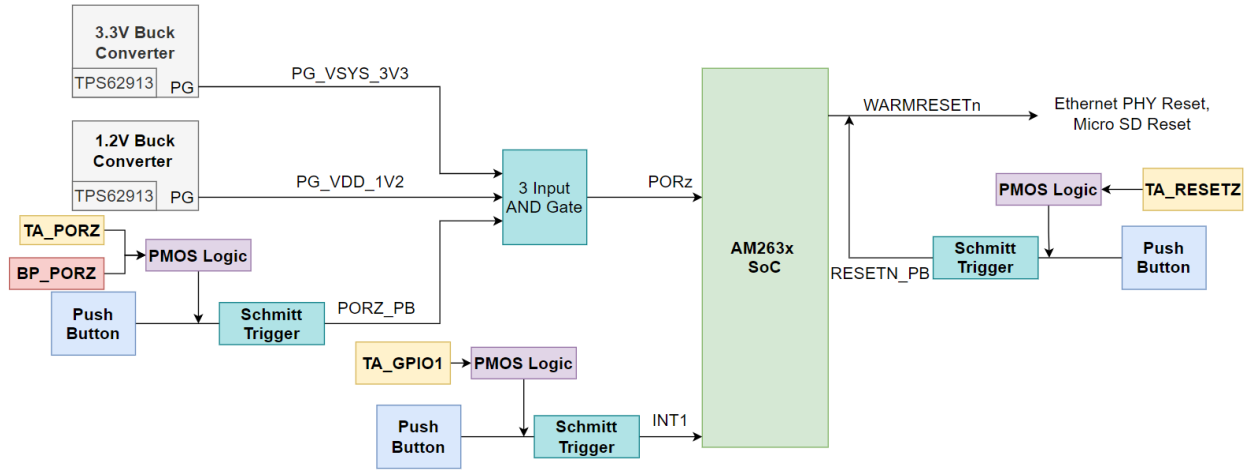 3.3V Buck
Converter
TPS62913
PG
PG_VSYS_3V3
1.2V Buck
Converter
TPS62913
PG
PG_VDD_1V2
TA_PORZ
BP_PORZ
PMOS Logic
Push
Button
Schmitt
Trigger
PORZ_PB
3 Input
AND Gate
PORz
TA_GPIO1
PMOS Logic
Push
Button
Schmitt
Trigger
INT1
AM263x
SoC
WARMRESETn
Ethernet PHY Reset,
Micro SD Reset
PMOS Logic
TA_RESETZ
RESETN_PB
Schmitt
Trigger
Push
Button